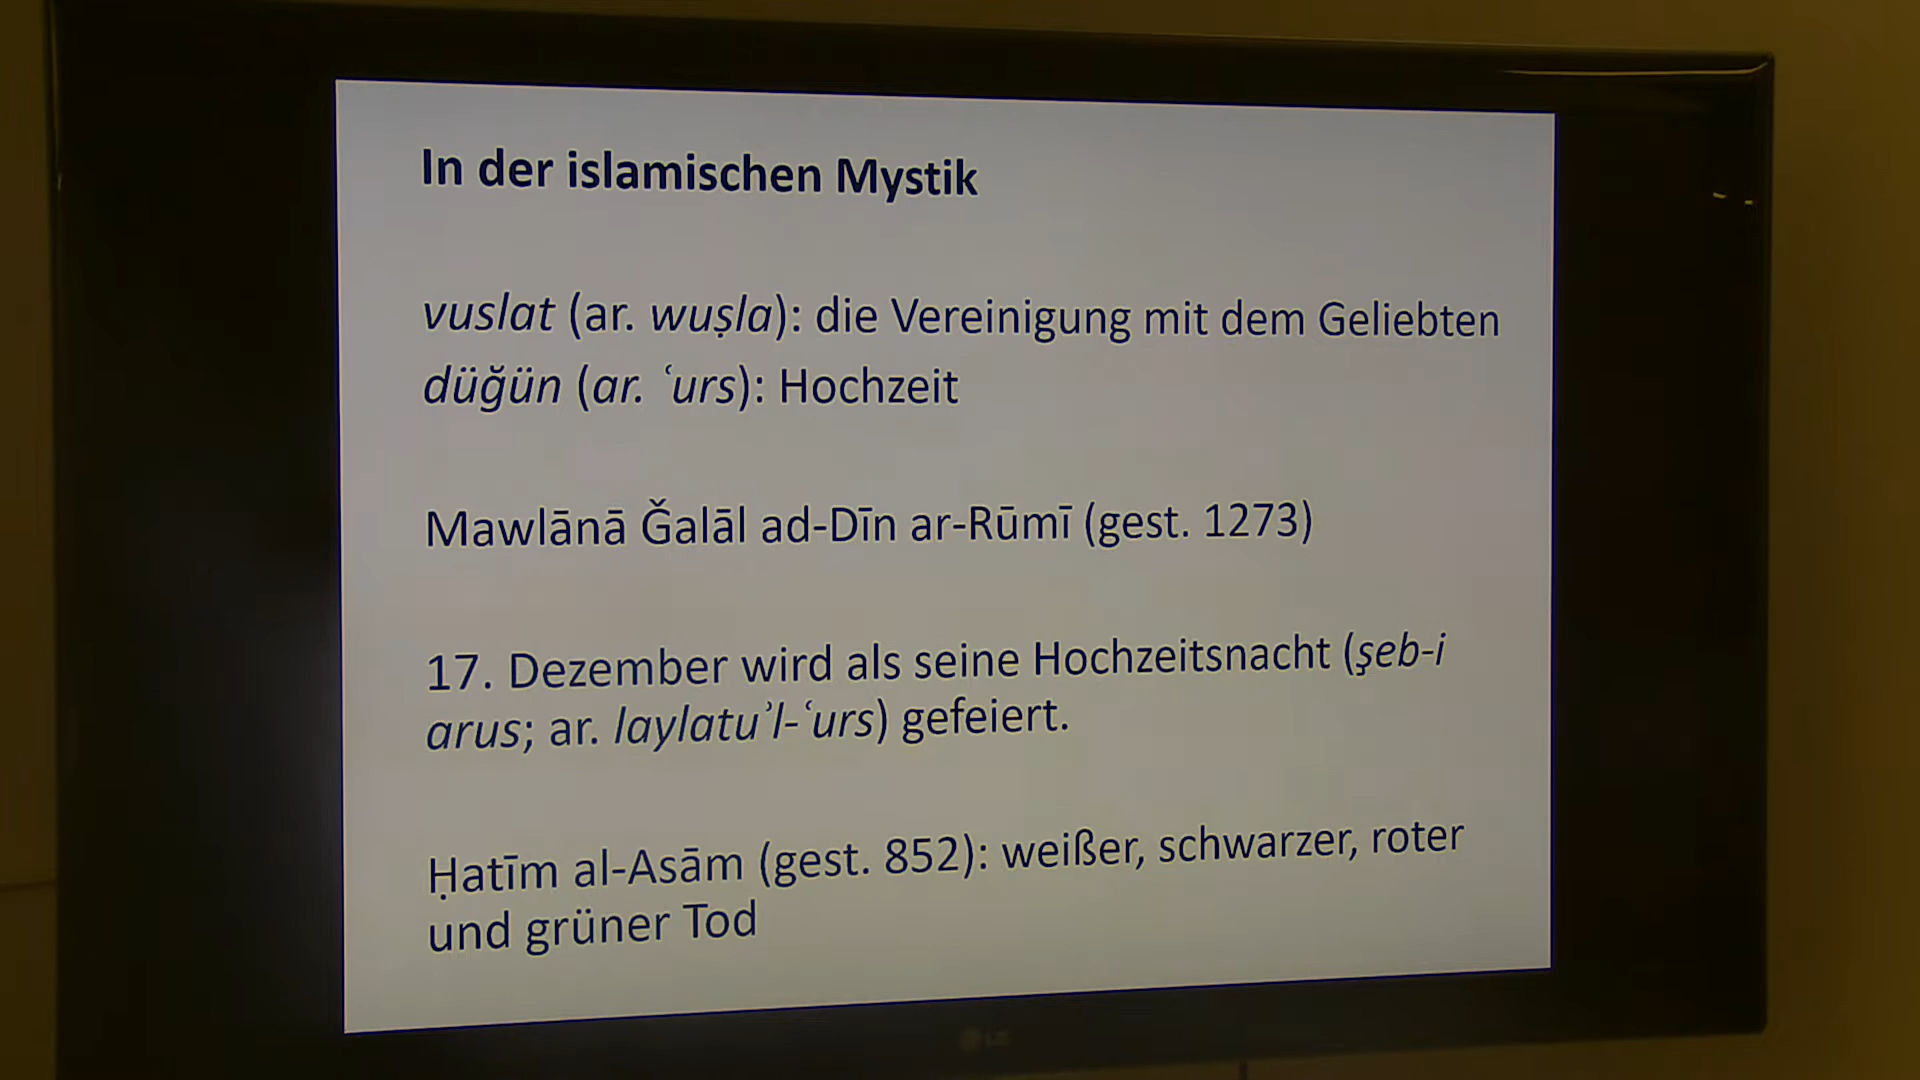 In der islamischen Mystik
vuslat (ar. wuṣla): die Vereinigung mit dem Geliebten
düğün (ar. ʿurs): Hochzeit
Mawlānā Ǧalāl ad-Dīn ar-Rūmī (gest. 1273)
17. Dezember wird als seine Hochzeitsnacht (şeb-i
arus; ar. laylatuʾl-ʿurs) gefeiert.
Ḥatīm al-Asām (gest. 852): weißer, schwarzer, roter
und grüner Tod
LG